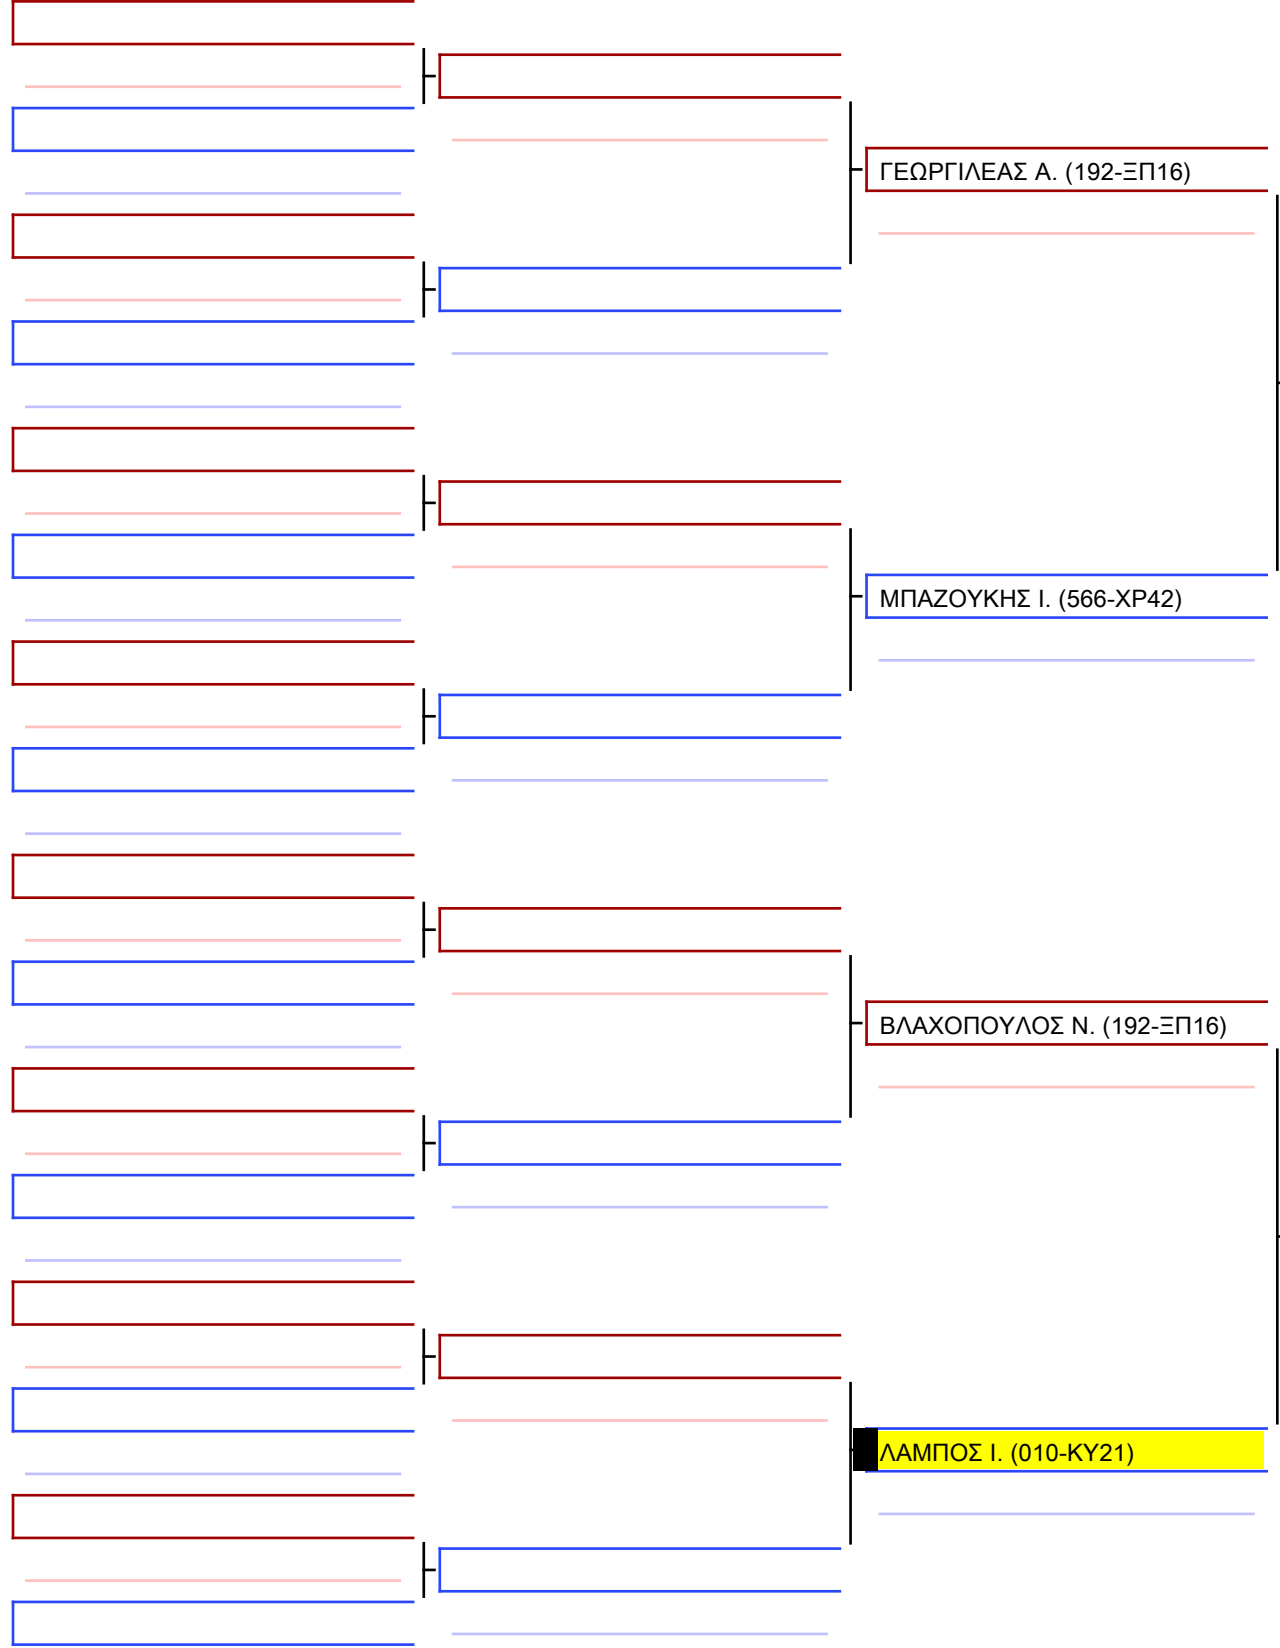 ΓΕΩΡΓΙΛΕΑΣ Α. (192-ΞΠ16)
ΜΠΑΖΟΥΚΗΣ Ι. (566-ΧΡ42)
ΒΛΑΧΟΠΟΥΛΟΣ Ν. (192-ΞΠ16)
ΛΑΜΠΟΣ Ι. (010-ΚΥ21)